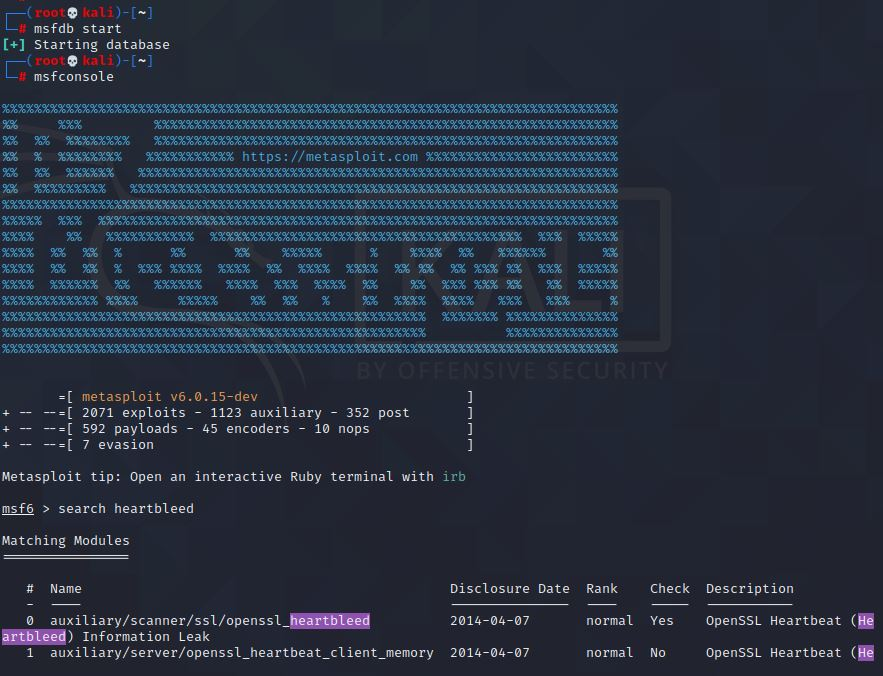 (root💀kali)-[~]
# msfdb start
[+] Starting database
(root💀kali)-[~]
# msfconsole
https://metasploit.com
KALI
BY OFFENSIVE SECURITY
=[ metasploit v6.0.15-dev ]
+ -- --=[ 2071 exploits - 1123 auxiliary - 352 post ]
+ -- --=[ 592 payloads - 45 encoders - 10 nops ]
+ -- --=[ 7 evasion ]
Metasploit tip: Open an interactive Ruby terminal with irb
msf6 > search heartbleed
Matching Modules
# Name Disclosure Date Rank Check Description
- ---- --------------- ---- ----- -----------
0 auxiliary/scanner/ssl/openssl_heartbleed 2014-04-07 normal Yes OpenSSL Heartbeat (He
artbleed) Information Leak
1 auxiliary/server/openssl_heartbeat_client_memory 2014-04-07 normal No OpenSSL Heartbeat (He